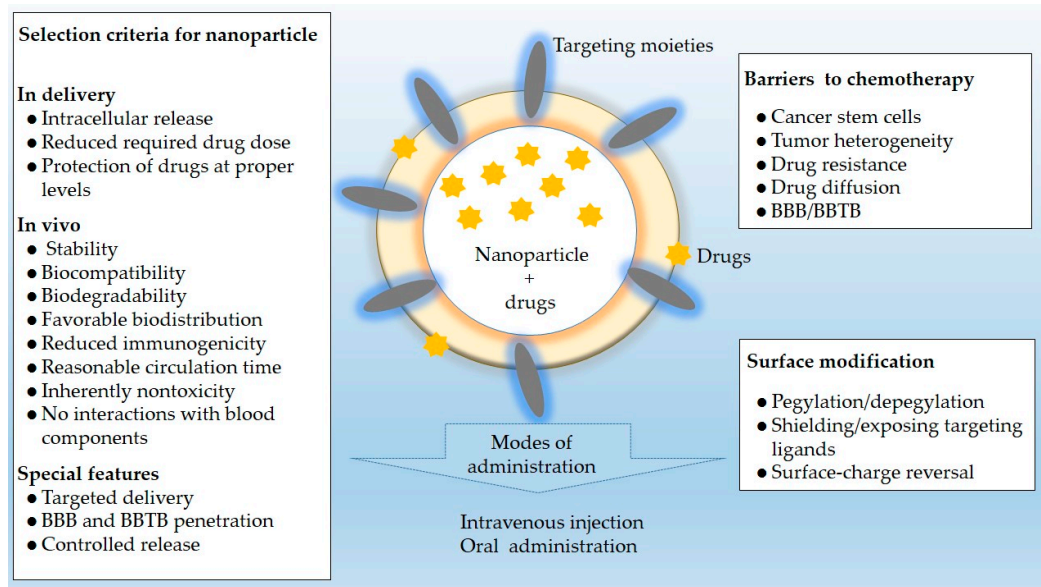 Selection criteria for nanoparticle
In delivery
● Intracellular release
● Reduced required drug dose
● Protection of drugs at proper
levels
In vivo
● Stability
● Biocompatibility
● Biodegradability
● Favorable biodistribution
● Reduced immunogenicity
● Reasonable circulation time
● Inherently nontoxicity
● No interactions with blood
components
Special features
● Targeted delivery
● BBB and BBTB penetration
● Controlled release
Targeting moieties
Nanoparticle
+
drugs
Drugs
Modes of
administration
Intravenous injection
Oral administration
Barriers to chemotherapy
● Cancer stem cells
● Tumor heterogeneity
● Drug resistance
● Drug diffusion
● BBB/BBTB
Surface modification
● Pegylation/depegylation
● Shielding/exposing targeting
ligands
● Surface-charge reversal